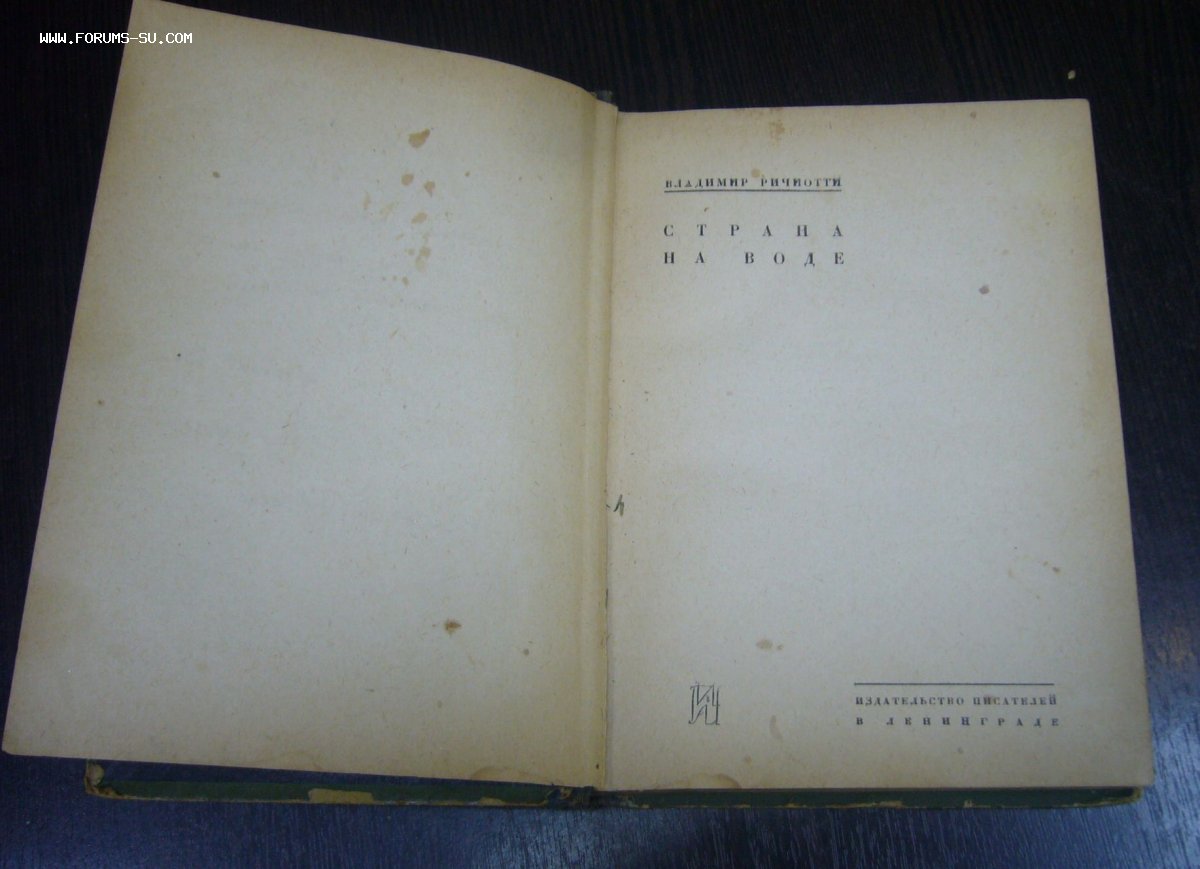 WWW.FORUMS-SU.COM
ВЛАДИМИР РИЧИОТТИ
СТРАНА
НА ВОДЕ
ИЗДАТЕЛЬСТВО ПИСАТЕЛЕЙ
В ЛЕНИНГРАДЕ